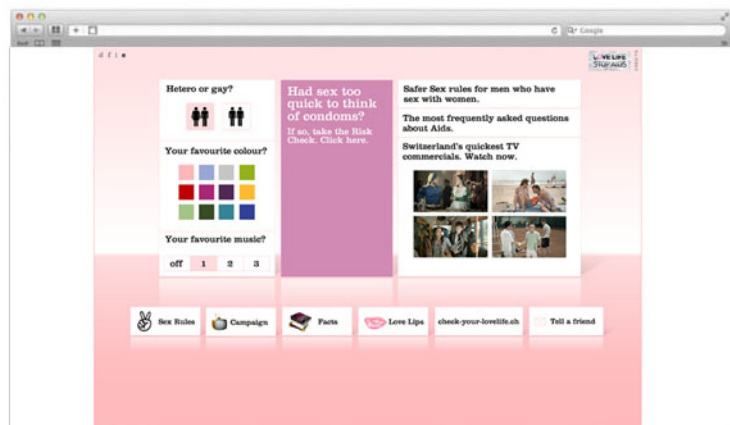 Google
d f i e
LOVE LIFE
STOP AIDS
Hetero or gay?
Your favourite colour?
Your favourite music?
off 1 2 3
Had sex too
quick to think
of condoms?
If so, take the Risk
Check. Click here.
Safer Sex rules for men who have
sex with women.
The most frequently asked questions
about Aids.
Switzerland's quickest TV
commercials. Watch now.
Sex Rules
Campaign
Facts
Love Lips
check-your-lovelife.ch
Tell a friend